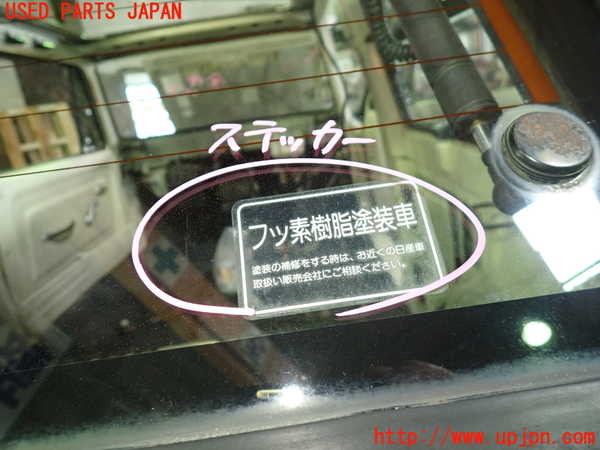 USED PARTS JAPAN
ステッカー
フッ素樹脂塗装車
塗装の補修をする時は、お近くの日産車
取扱い販売会社にご相談ください。
http://www.upjpn.com/